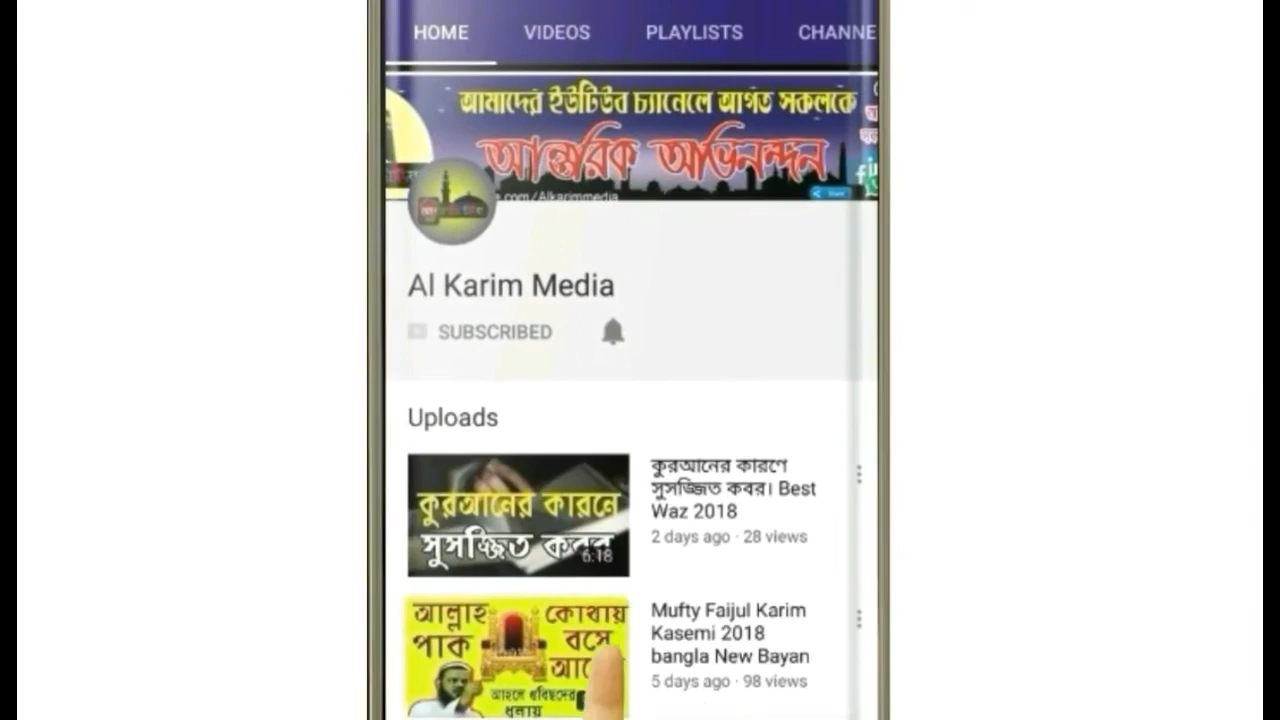 HOME VIDEOS PLAYLISTS CHANNE
আমাদের ইউটিউব চ্যানেলে আগত সকলকে
আন্তরিক অভিনন্দন
.com/Alkarimmedia
Al Karim Media
SUBSCRIBED
Uploads
কুরআনের কারনে
সুসজ্জিত কবর
6:18
কুরআনের কারণে
সুসজ্জিত কবর। Best
Waz 2018
2 days ago · 28 views
আল্লাহ কোথায়
পাক বসে
আহলে হাদিছদের
ধুলায়
Mufty Faijul Karim
Kasemi 2018
bangla New Bayan
5 days ago · 98 views